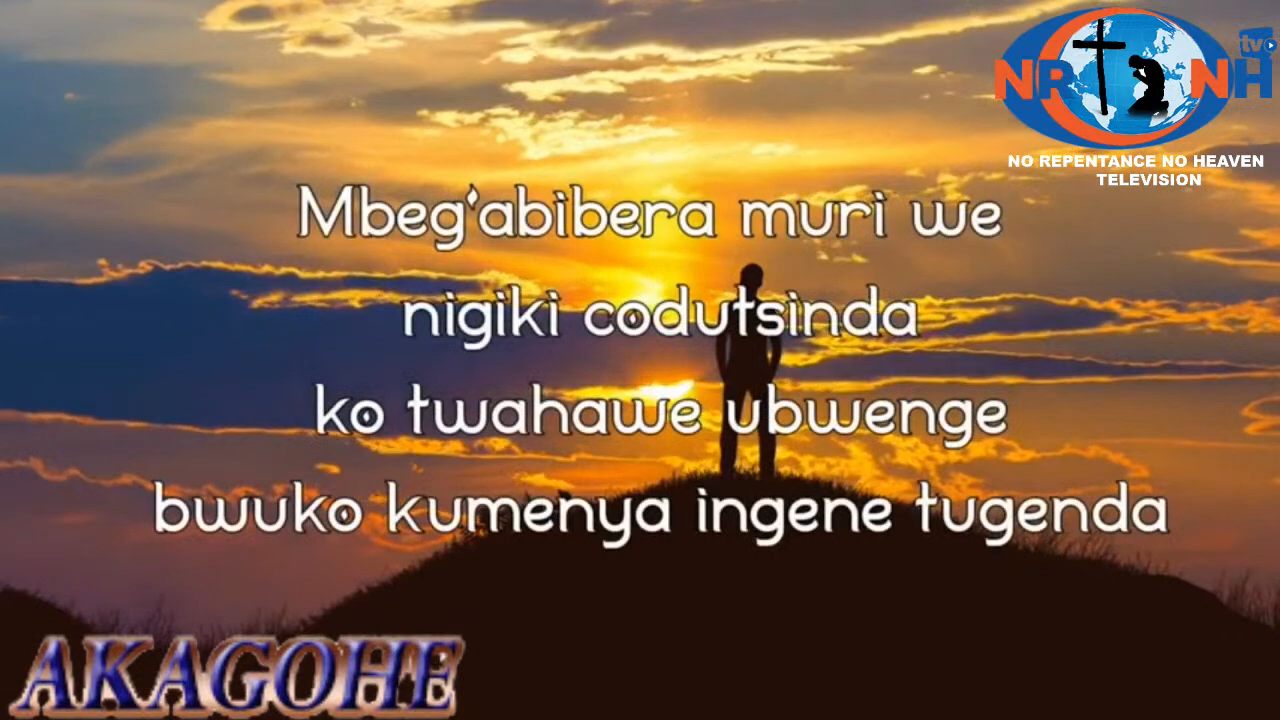 NR NH
tv
NO REPENTANCE NO HEAVEN
TELEVISION
Mbeg'abibera muri we
nigiki codutsinda
ko twahawe ubwenge
bwuko kumenya ingene tugenda
AKAGOHE